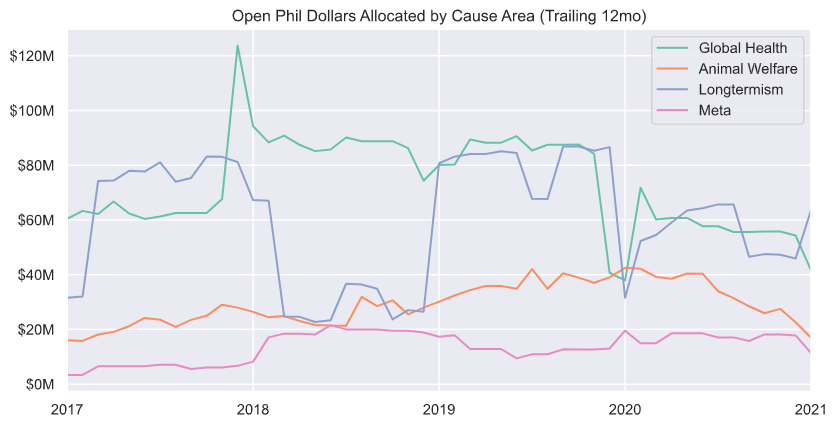 Open Phil Dollars Allocated by Cause Area (Trailing 12mo)
Global Health
Animal Welfare
Longtermism
Meta
$120M
$100M
$80M
$60M
$40M
$20M
$0M
2017 2018 2019 2020 2021